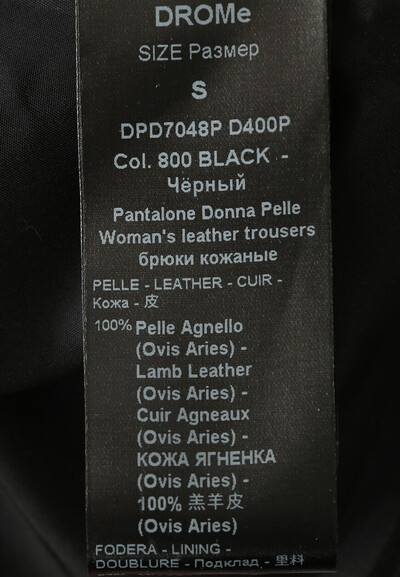 DROMe
SIZE Размер
S
DPD7048P D400P
Col. 800 BLACK -
Чёрный
Pantalone Donna Pelle
Woman's leather trousers
брюки кожаные
PELLE - LEATHER - CUIR -
Кожа - 皮
100% Pelle Agnello
(Ovis Aries) -
Lamb Leather
(Ovis Aries) -
Cuir Agneaux
(Ovis Aries) -
КОЖА ЯГНЕНКА
(Ovis Aries) -
100% 羔羊皮
(Ovis Aries)
FODERA - LINING -
DOUBLURE - Подклад - 里料